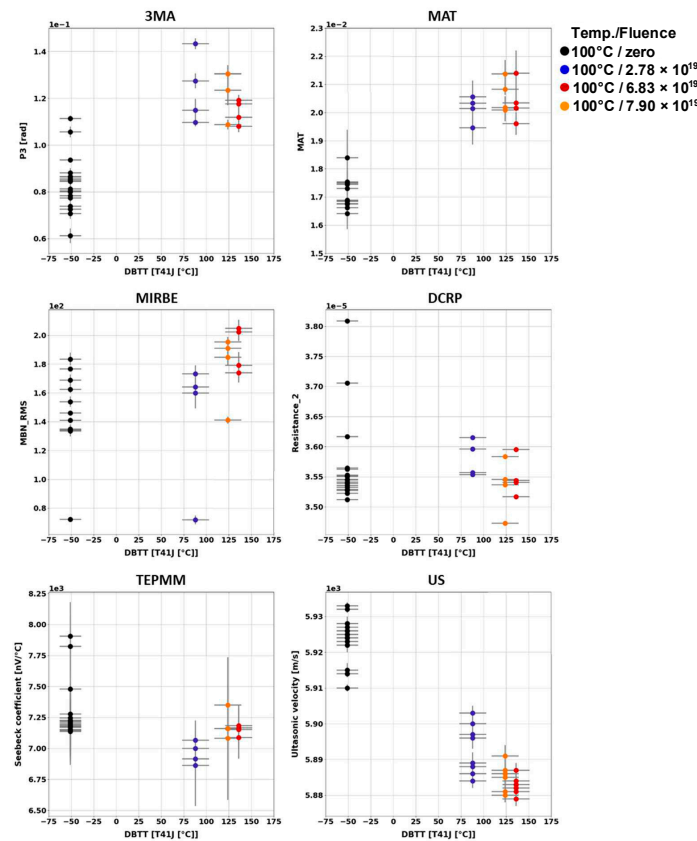 3MA
MAT
Temp./Fluence
100°C / zero
100°C / 2.78 × 10¹⁹
100°C / 6.83 × 10¹⁹
100°C / 7.90 × 10¹⁹
1e−1
1.4
1.2
1.0
0.8
0.6
P3 [rad]
−75 −50 −25 0 25 50 75 100 125 150 175
DBTT [T41J [°C]]
1e−2
2.3
2.2
2.1
2.0
1.9
1.8
1.7
1.6
1.5
MAT
−75 −50 −25 0 25 50 75 100 125 150 175
DBTT [T41J [°C]]
MIRBE
DCRP
1e2
2.0
1.8
1.6
1.4
1.2
1.0
0.8
MBN_RMS
−75 −50 −25 0 25 50 75 100 125 150 175
DBTT [T41J [°C]]
1e−5
3.80
3.75
3.70
3.65
3.60
3.55
3.50
Resistance_2
−75 −50 −25 0 25 50 75 100 125 150 175
DBTT [T41J [°C]]
TEPMM
US
1e3
8.25
8.00
7.75
7.50
7.25
7.00
6.75
6.50
Seebeck coefficient [nV/°C]
−75 −50 −25 0 25 50 75 100 125 150 175
DBTT [T41J [°C]]
1e3
5.93
5.92
5.91
5.90
5.89
5.88
Ultasonic velocity [m/s]
−75 −50 −25 0 25 50 75 100 125 150 175
DBTT [T41J [°C]]